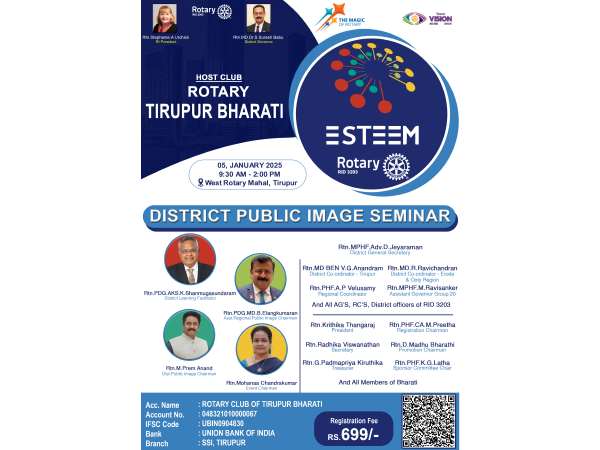 Rotary
RID 3203
THE MAGIC
OF ROTARY
Team
VISION
Rtn.Stephanie A Urchick
RI President
Rtn.MD.Dr S Suresh Babu
District Governor
HOST CLUB
ROTARY
TIRUPUR BHARATI
ESTEEM
Rotary
RID 3203
05, JANUARY 2025
9:30 AM - 2:00 PM
West Rotary Mahal, Tirupur
DISTRICT PUBLIC IMAGE SEMINAR
Rtn.PDG.AKS.K.Shanmugasundaram
District Learning Facilitator
Rtn.PDG.MD.B.Elangkumaran
Asst Regional Public Image Chairman
Rtn.M.Prem Anand
Dist Public Image Chairman
Rtn.Mohanaa Chandrakumar
Event Chairman
Rtn.MPHF.Adv.D.Jeyaraman
District General Secretary
Rtn.MD BEN V.G.Anandram
District Co-ordinator - Tirupur
Rtn.MD,R.Ravichandran
District Co-ordinator - Erode
& Ooty Region
Rtn.PHF.A.P Velusamy
Regional Coordinator
Rtn.MPHF.M.Ravisanker
Assistant Governor Group 20
And All AG'S, RC'S, District officers of RID 3203
Rtn.Krithika Thangaraj
President
Rtn.PHF.CA.M.Preetha
Registration Chairman
Rtn.Radhika Viswanathan
Secretary
Rtn,D.Madhu Bharathi
Promotion Chairman
Rtn.G.Padmapriya Kiruthika
Treasurer
Rtn.PHF.K.G.Latha
Sponsor Committee Chair
And All Members of Bharati
Acc. Name : ROTARY CLUB OF TIRUPUR BHARATI
Account No. : 048321010000067
IFSC Code : UBIN0904830
Bank : UNION BANK OF INDIA
Branch : SSI, TIRUPUR
Registration Fee
RS.699/-